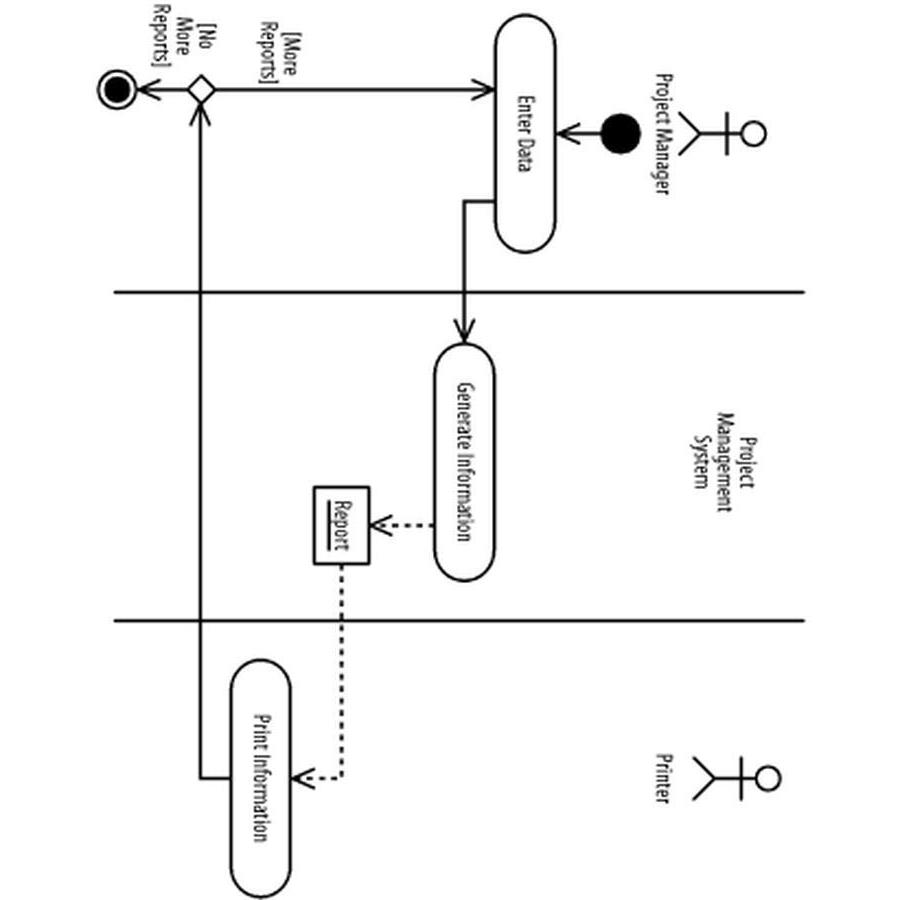 Project Manager
Project
Management
System
Printer
Enter Data
Generate Information
Report
Print Information
[More
Reports]
[No
More
Reports]